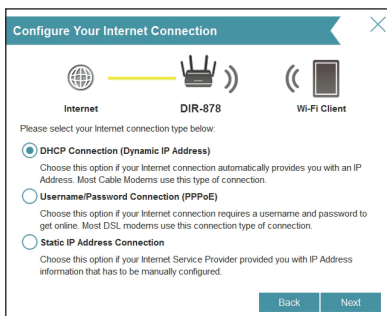 Configure Your Internet Connection
Internet
DIR-878
Wi-Fi Client
Please select your Internet connection type below:
DHCP Connection (Dynamic IP Address)
Choose this option if your Internet connection automatically provides you with an IP
Address. Most Cable Modems use this type of connection.
Username/Password Connection (PPPoE)
Choose this option if your Internet connection requires a username and password to
get online. Most DSL modems use this connection type of connection.
Static IP Address Connection
Choose this option if your Internet Service Provider provided you with IP Address
information that has to be manually configured.
Back
Next